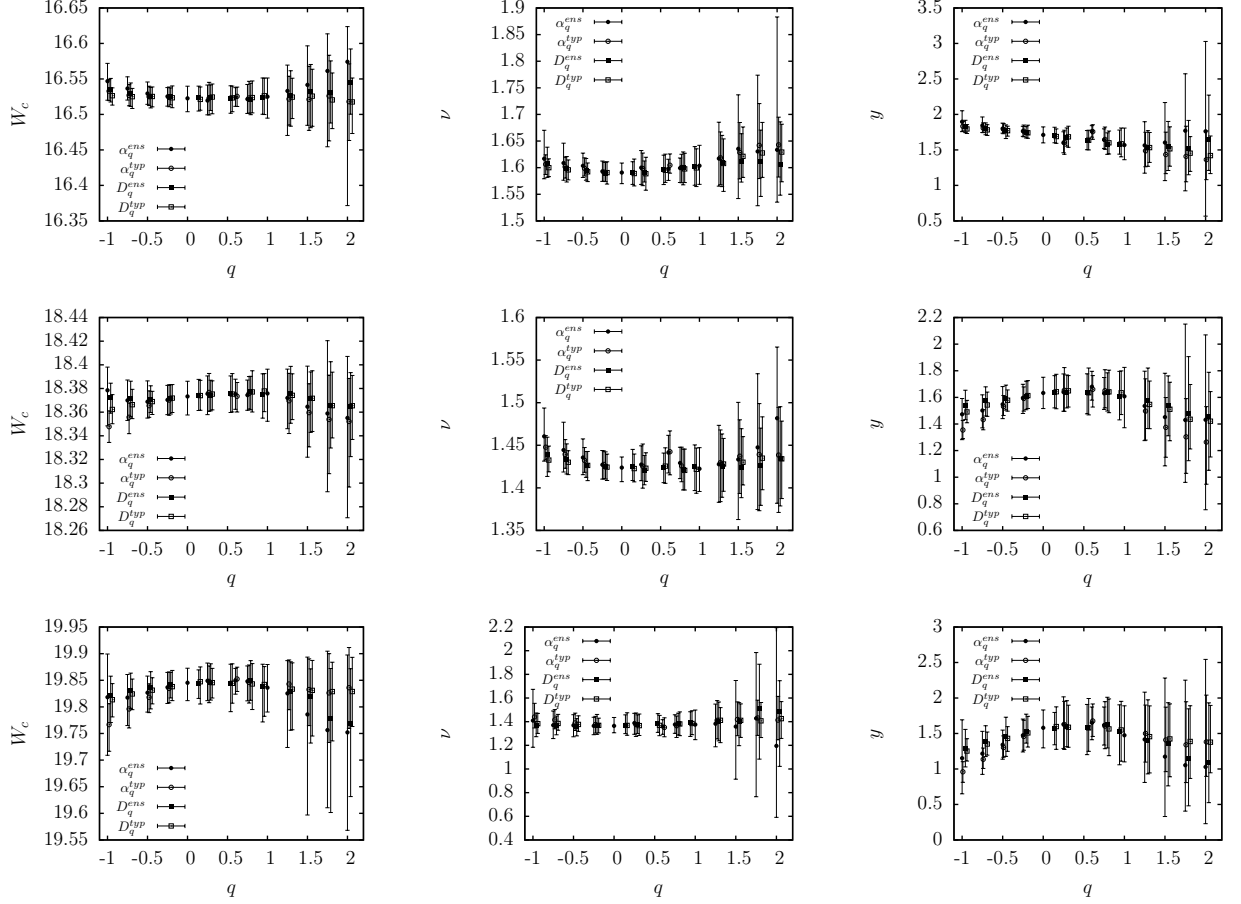 16.65
16.6
16.55
16.5
16.45
16.4
16.35
W_c
α_q^{ens}
α_q^{typ}
D_q^{ens}
D_q^{typ}
-1 -0.5 0 0.5 1 1.5 2
q
1.9
1.85
1.8
1.75
1.7
1.65
1.6
1.55
1.5
ν
α_q^{ens}
α_q^{typ}
D_q^{ens}
D_q^{typ}
-1 -0.5 0 0.5 1 1.5 2
q
3.5
3
2.5
2
1.5
1
0.5
y
α_q^{ens}
α_q^{typ}
D_q^{ens}
D_q^{typ}
-1 -0.5 0 0.5 1 1.5 2
q
18.44
18.42
18.4
18.38
18.36
18.34
18.32
18.3
18.28
18.26
W_c
α_q^{ens}
α_q^{typ}
D_q^{ens}
D_q^{typ}
-1 -0.5 0 0.5 1 1.5 2
q
1.6
1.55
1.5
1.45
1.4
1.35
ν
α_q^{ens}
α_q^{typ}
D_q^{ens}
D_q^{typ}
-1 -0.5 0 0.5 1 1.5 2
q
2.2
2
1.8
1.6
1.4
1.2
1
0.8
0.6
y
α_q^{ens}
α_q^{typ}
D_q^{ens}
D_q^{typ}
-1 -0.5 0 0.5 1 1.5 2
q
19.95
19.9
19.85
19.8
19.75
19.7
19.65
19.6
19.55
W_c
α_q^{ens}
α_q^{typ}
D_q^{ens}
D_q^{typ}
-1 -0.5 0 0.5 1 1.5 2
q
2.2
2
1.8
1.6
1.4
1.2
1
0.8
0.6
0.4
ν
α_q^{ens}
α_q^{typ}
D_q^{ens}
D_q^{typ}
-1 -0.5 0 0.5 1 1.5 2
q
3
2.5
2
1.5
1
0.5
0
y
α_q^{ens}
α_q^{typ}
D_q^{ens}
D_q^{typ}
-1 -0.5 0 0.5 1 1.5 2
q